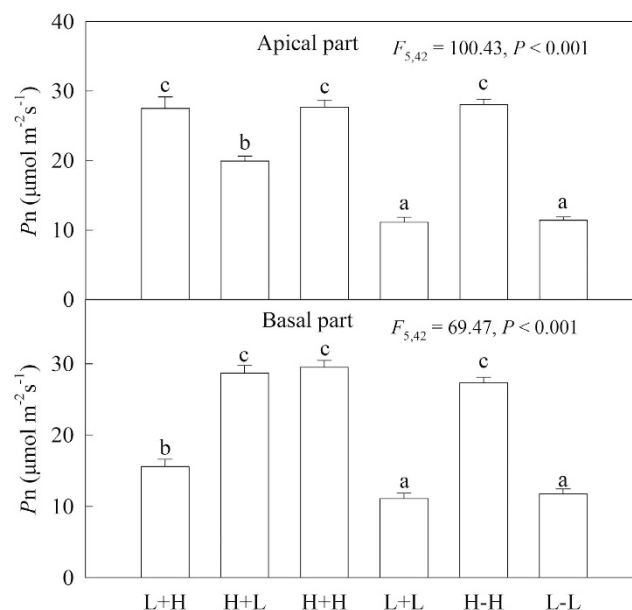 40
Apical part
F5,42 = 100.43, P < 0.001
c
c
c
30
b
20
a
a
10
0
Pn (μmol m-2s-1)
Basal part
F5,42 = 69.47, P < 0.001
c
c
c
30
b
20
a
a
10
0
Pn (μmol m-2s-1)
L+H H+L H+H L+L H-H L-L